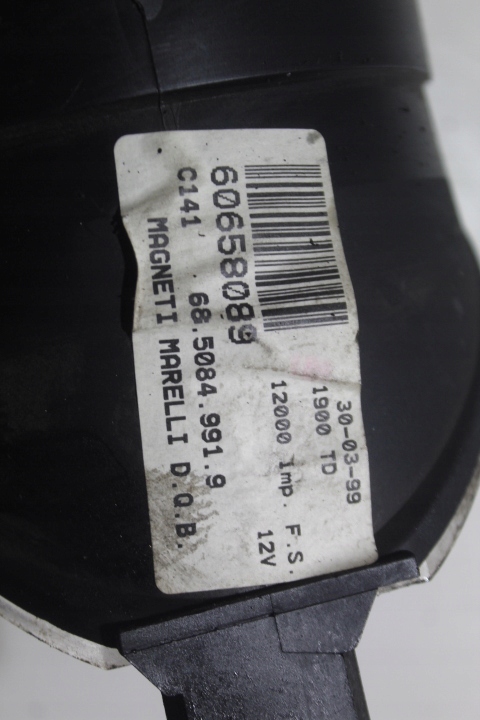 30-03-99
1900 TD
12000 Imp. F.S.
12V
60658089
C141 68.5084.991.9
MAGNETI MARELLI D.Q.B.